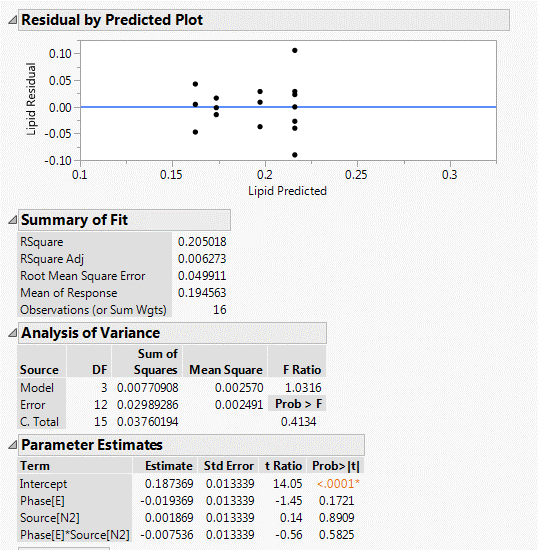 Residual by Predicted Plot
0.10
0.05
0.00
-0.05
-0.10
Lipid Residual
0.1 0.15 0.2 0.25 0.3
Lipid Predicted
Summary of Fit
RSquare 0.205018
RSquare Adj 0.006273
Root Mean Square Error 0.049911
Mean of Response 0.194563
Observations (or Sum Wgts) 16
Analysis of Variance
Sum of
Source DF Squares Mean Square F Ratio
Model 3 0.00770908 0.002570 1.0316
Error 12 0.02989286 0.002491 Prob > F
C. Total 15 0.03760194 0.4134
Parameter Estimates
Term Estimate Std Error t Ratio Prob>|t|
Intercept 0.187369 0.013339 14.05 <.0001*
Phase[E] -0.019369 0.013339 -1.45 0.1721
Source[N2] 0.001869 0.013339 0.14 0.8909
Phase[E]*Source[N2] -0.007536 0.013339 -0.56 0.5825